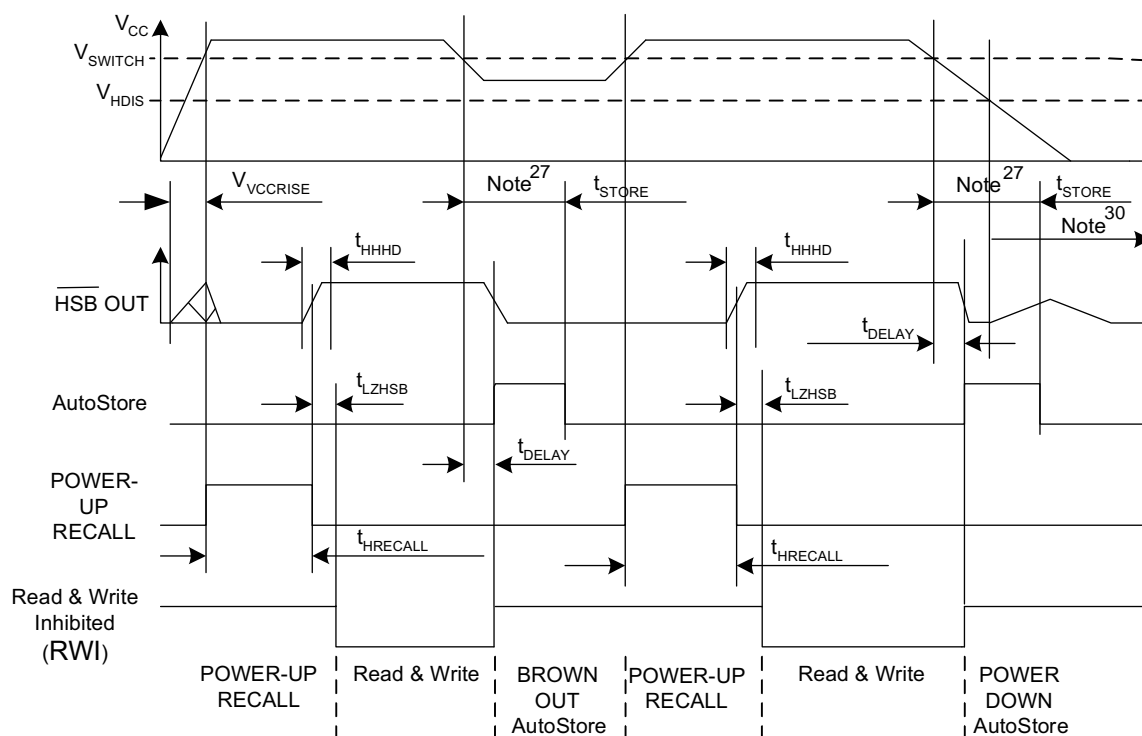 VCC
VSWITCH
VHDIS
VVCCRISE
Note27
tSTORE
Note27
tSTORE
Note30
tHHHD
tHHHD
HSB OUT
tDELAY
tLZHSB
tLZHSB
AutoStore
tDELAY
POWER-
UP
RECALL
tHRECALL
tHRECALL
Read & Write
Inhibited
(RWI)
POWER-UP
RECALL
Read & Write
BROWN
OUT
AutoStore
POWER-UP
RECALL
Read & Write
POWER
DOWN
AutoStore